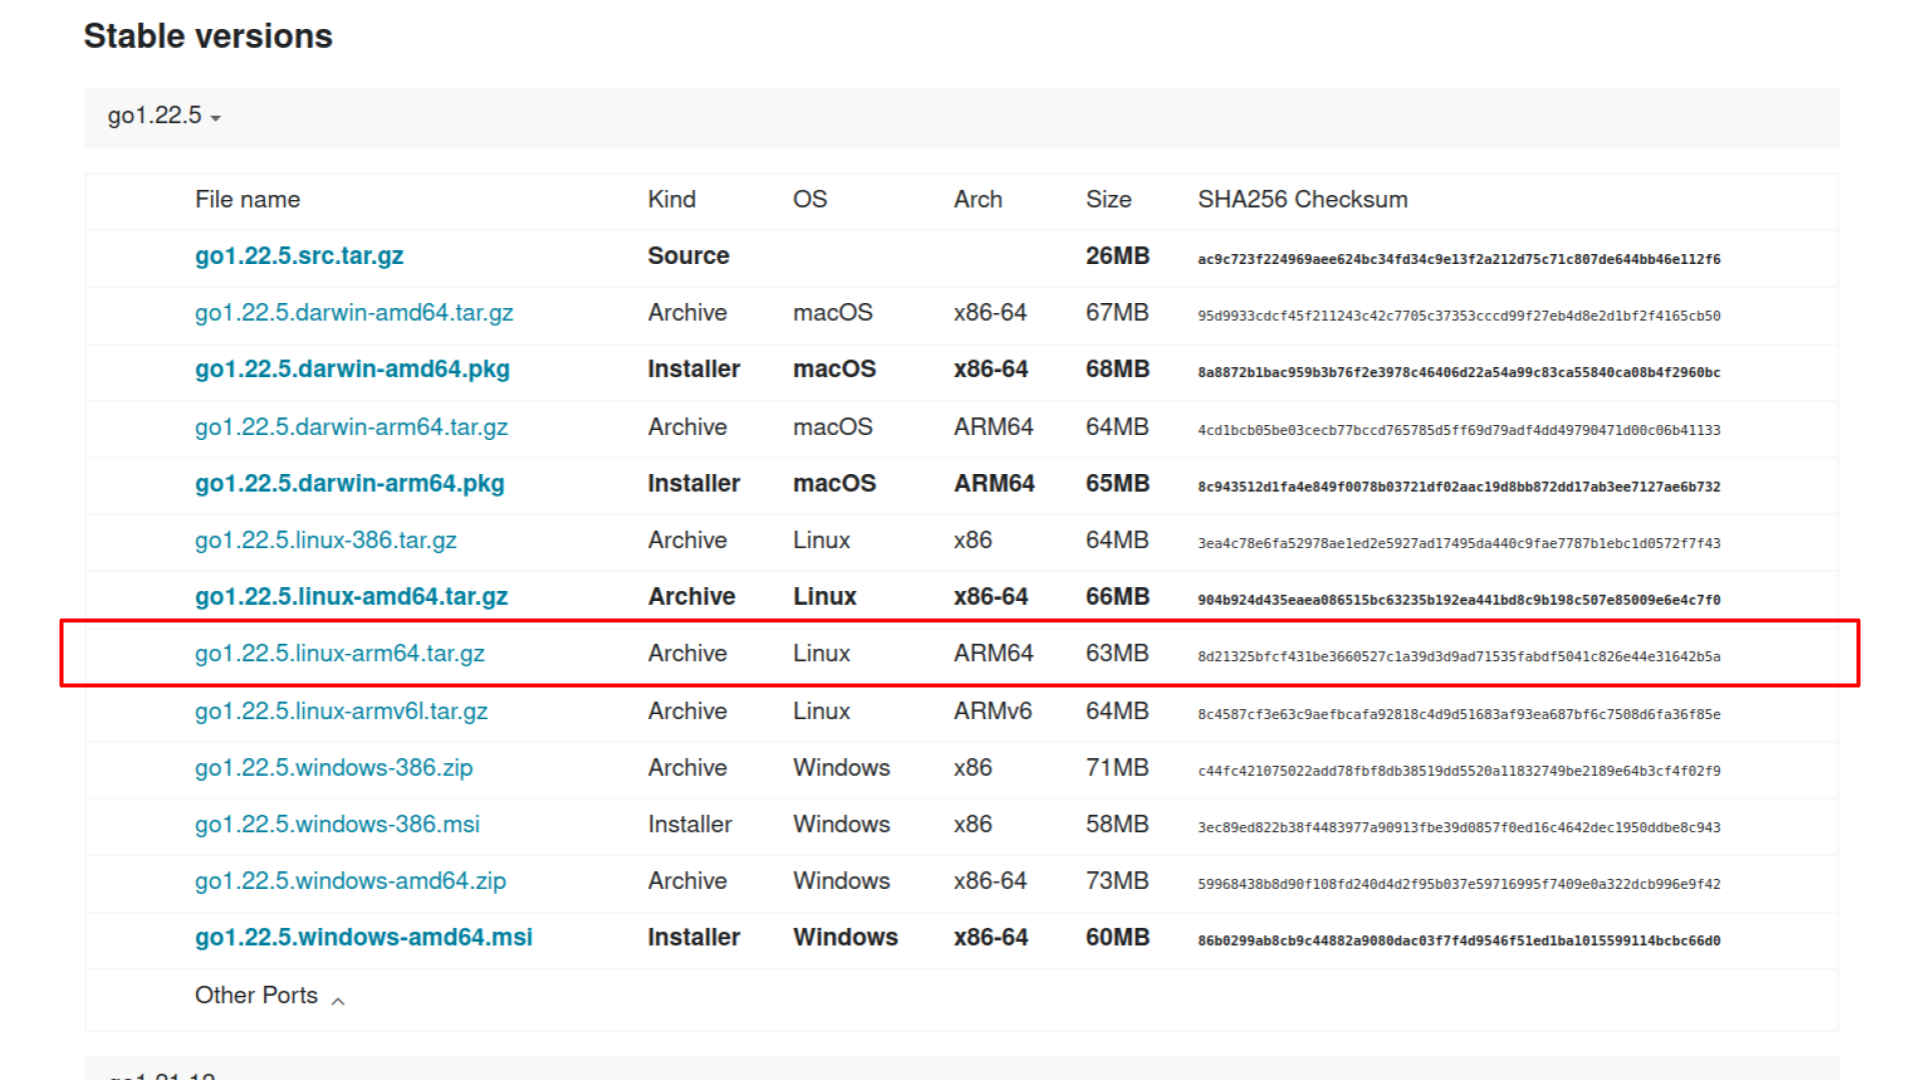 Stable versions
go1.22.5
File name Kind OS Arch Size SHA256 Checksum
go1.22.5.src.tar.gz Source 26MB ac9c723f224969aee624bc34fd34c9e13f2a212d75c71c807de644bb46e112f6
go1.22.5.darwin-amd64.tar.gz Archive macOS x86-64 67MB 95d9933cdcf45f211243c42c7705c37353cccd99f27eb4d8e2d1bf2f4165cb50
go1.22.5.darwin-amd64.pkg Installer macOS x86-64 68MB 8a8872b1bac959b3b76f2e3978c46406d22a54a99c83ca55840ca08b4f2960bc
go1.22.5.darwin-arm64.tar.gz Archive macOS ARM64 64MB 4cd1bcb05be03cecb77bccd765785d5ff69d79adf4dd49790471d00c06b41133
go1.22.5.darwin-arm64.pkg Installer macOS ARM64 65MB 8c943512d1fa4e849f0078b03721df02aac19d8bb872dd17ab3ee7127ae6b732
go1.22.5.linux-386.tar.gz Archive Linux x86 64MB 3ea4c78e6fa52978ae1ed2e5927ad17495da440c9fae7787b1ebc1d0572f7f43
go1.22.5.linux-amd64.tar.gz Archive Linux x86-64 66MB 904b924d435eaea086515bc63235b192ea441bd8c9b198c507e85009e6e4c7f0
go1.22.5.linux-arm64.tar.gz Archive Linux ARM64 63MB 8d21325bfcf431be3660527c1a39d3d9ad71535fabdf5041c826e44e31642b5a
go1.22.5.linux-armv6l.tar.gz Archive Linux ARMv6 64MB 8c4587cf3e63c9aefbcafa92818c4d9d51683af93ea687bf6c7508d6fa36f85e
go1.22.5.windows-386.zip Archive Windows x86 71MB c44fc421075022add78fbf8db38519dd5520a11832749be2189e64b3cf4f02f9
go1.22.5.windows-386.msi Installer Windows x86 58MB 3ec89ed822b38f4483977a90913fbe39d0857f0ed16c4642dec1950ddbe8c943
go1.22.5.windows-amd64.zip Archive Windows x86-64 73MB 59968438b8d90f108fd240d4d2f95b037e59716995f7409e0a322dcb996e9f42
go1.22.5.windows-amd64.msi Installer Windows x86-64 60MB 86b0299ab8cb9c44882a9080dac03f7f4d9546f51ed1ba1015599114bcbc66d0
Other Ports